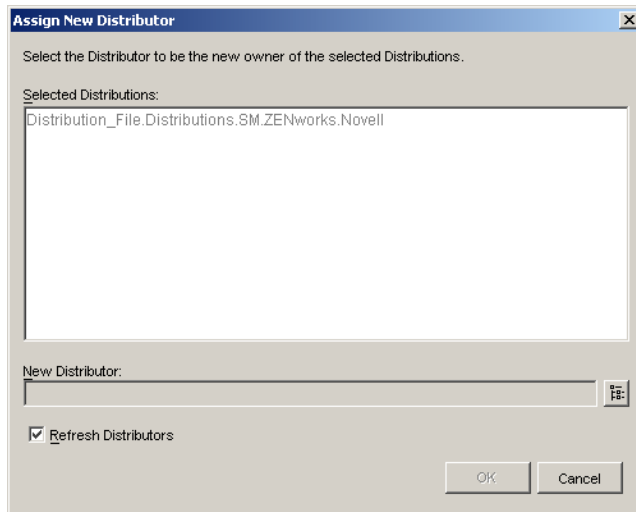 Assign New Distributor
Select the Distributor to be the new owner of the selected Distributions.
Selected Distributions:
Distribution_File.Distributions.SM.ZENworks.Novell
New Distributor:
Refresh Distributors
OK
Cancel